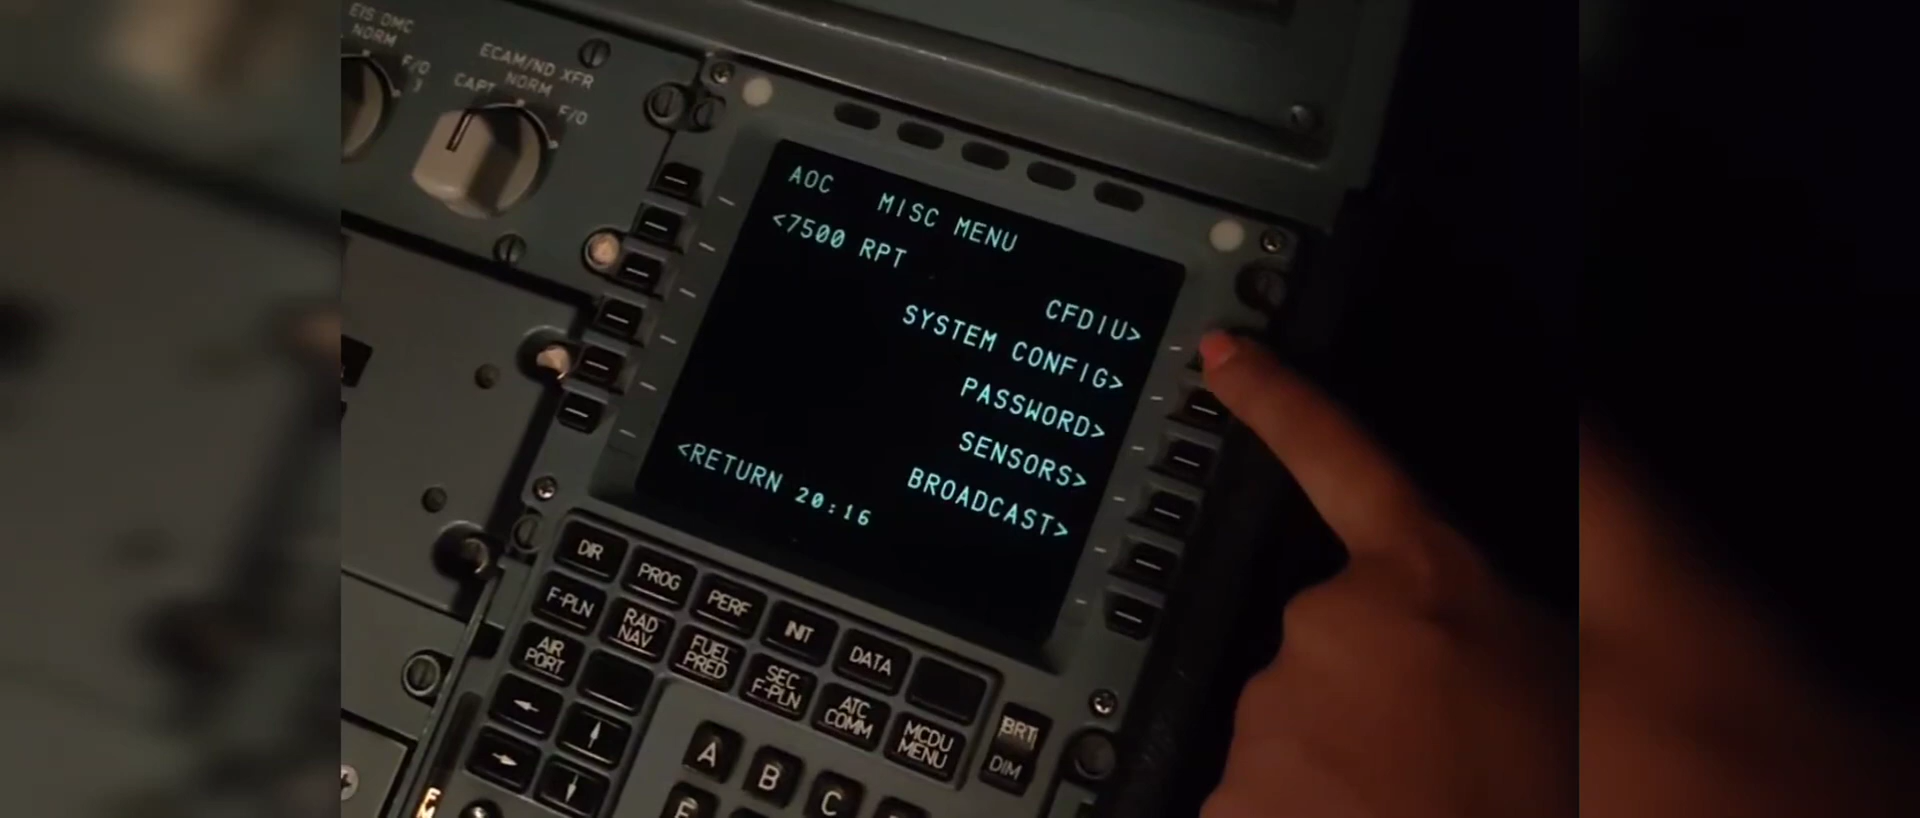 EIS DMC
NORM
F/O
3
ECAM/ND XFR
NORM
CAPT
F/O
AOC MISC MENU
<7500 RPT
CFDIU>
SYSTEM CONFIG>
PASSWORD>
SENSORS>
BROADCAST>
<RETURN 20:16
DIR
PROG
PERF
INIT
DATA
F-PLN
RAD
NAV
FUEL
PRED
SEC
F-PLN
ATC
COMM
MCDU
MENU
BRT
DIM
AIR
PORT
A
B
C
F